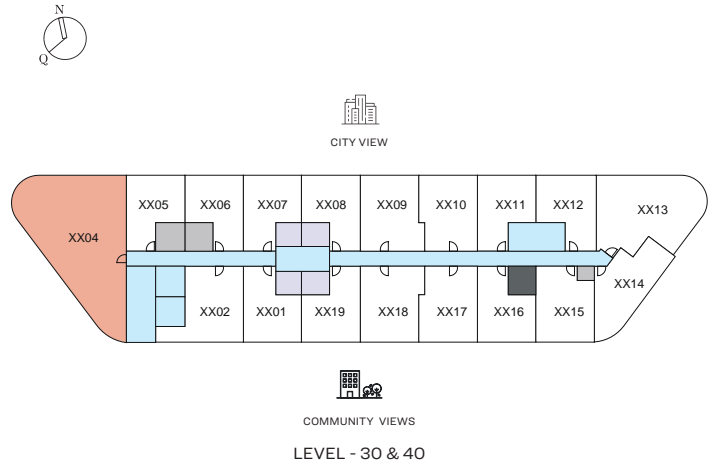 N
Q
CITY VIEW
XX05 XX06 XX07 XX08 XX09 XX10 XX11 XX12 XX13
XX04
XX14
XX02 XX01 XX19 XX18 XX17 XX16 XX15
COMMUNITY VIEWS
LEVEL - 30 & 40